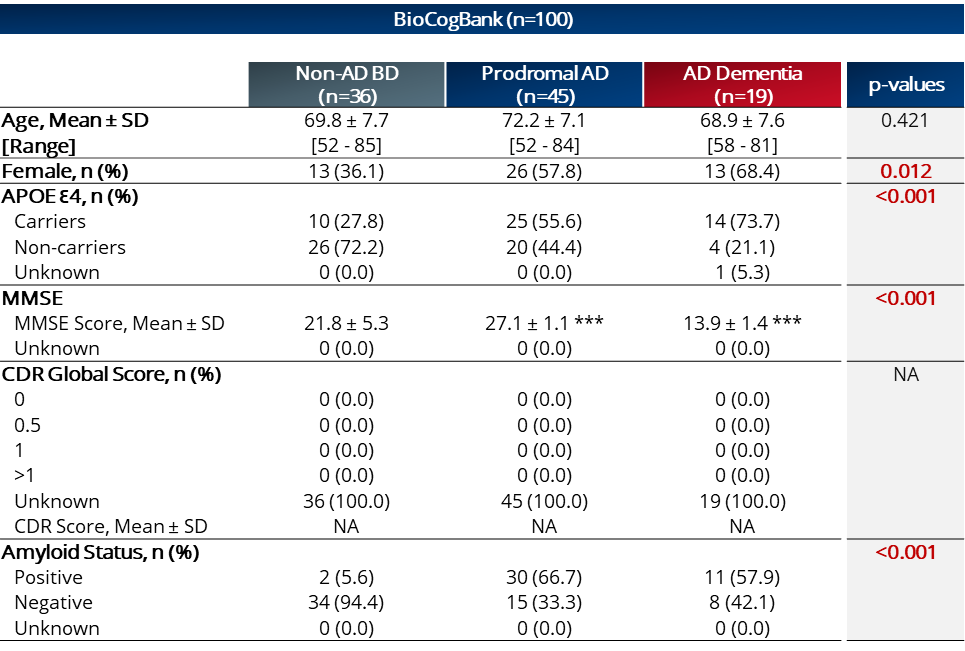 BioCogBank (n=100)
Non-AD BD Prodromal AD AD Dementia p-values
(n=36) (n=45) (n=19)
Age, Mean ± SD 69.8 ± 7.7 72.2 ± 7.1 68.9 ± 7.6 0.421
[Range] [52 - 85] [52 - 84] [58 - 81]
Female, n (%) 13 (36.1) 26 (57.8) 13 (68.4) 0.012
APOE ε4, n (%) <0.001
Carriers 10 (27.8) 25 (55.6) 14 (73.7)
Non-carriers 26 (72.2) 20 (44.4) 4 (21.1)
Unknown 0 (0.0) 0 (0.0) 1 (5.3)
MMSE <0.001
MMSE Score, Mean ± SD 21.8 ± 5.3 27.1 ± 1.1 *** 13.9 ± 1.4 ***
Unknown 0 (0.0) 0 (0.0) 0 (0.0)
CDR Global Score, n (%) NA
0 0 (0.0) 0 (0.0) 0 (0.0)
0.5 0 (0.0) 0 (0.0) 0 (0.0)
1 0 (0.0) 0 (0.0) 0 (0.0)
>1 0 (0.0) 0 (0.0) 0 (0.0)
Unknown 36 (100.0) 45 (100.0) 19 (100.0)
CDR Score, Mean ± SD NA NA NA
Amyloid Status, n (%) <0.001
Positive 2 (5.6) 30 (66.7) 11 (57.9)
Negative 34 (94.4) 15 (33.3) 8 (42.1)
Unknown 0 (0.0) 0 (0.0) 0 (0.0)